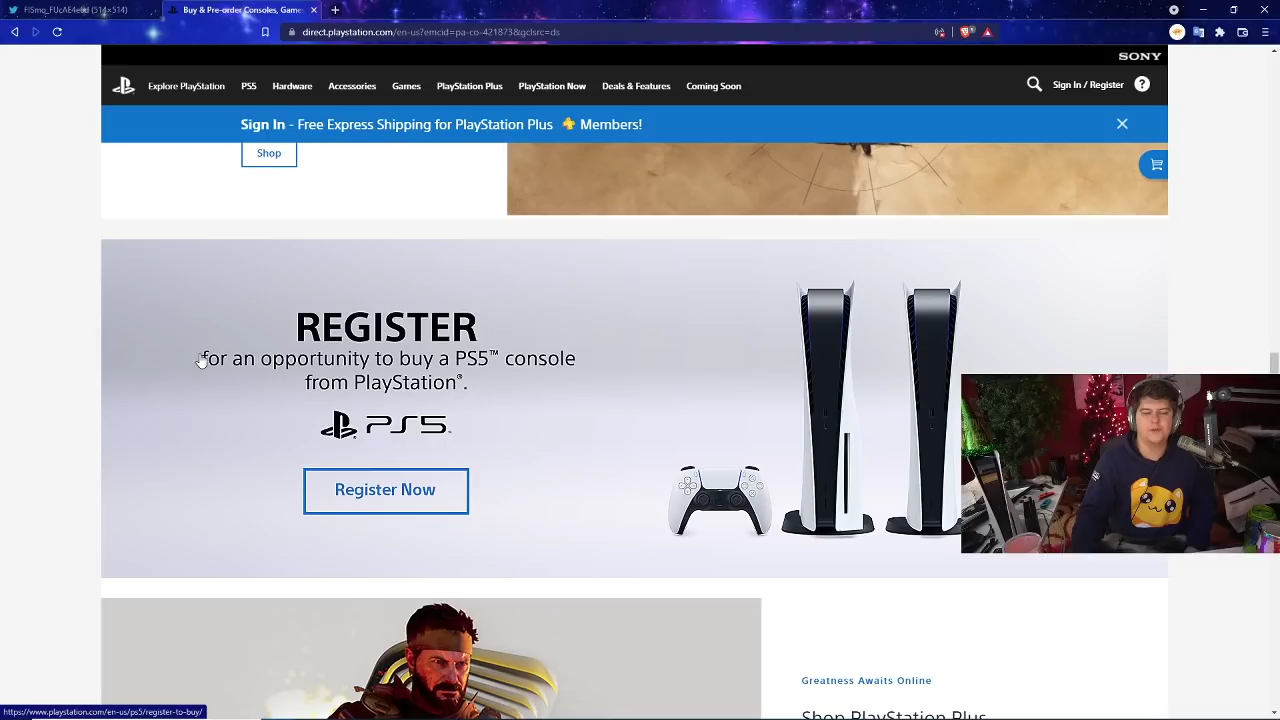 Buy & Pre-order Consoles, Game
direct.playstation.com/en-us?emcid=pa-co-421873&gclsrc=ds
SONY
Explore PlayStation PS5 Hardware Accessories Games PlayStation Plus PlayStation Now Deals & Features Coming Soon Sign In / Register ?
Sign In - Free Express Shipping for PlayStation Plus Members!
Shop
REGISTER
for an opportunity to buy a PS5™ console
from PlayStation®.
PS5
Register Now
Greatness Awaits Online
Shop PlayStation Plus
https://www.playstation.com/en-us/ps5/register-to-buy/